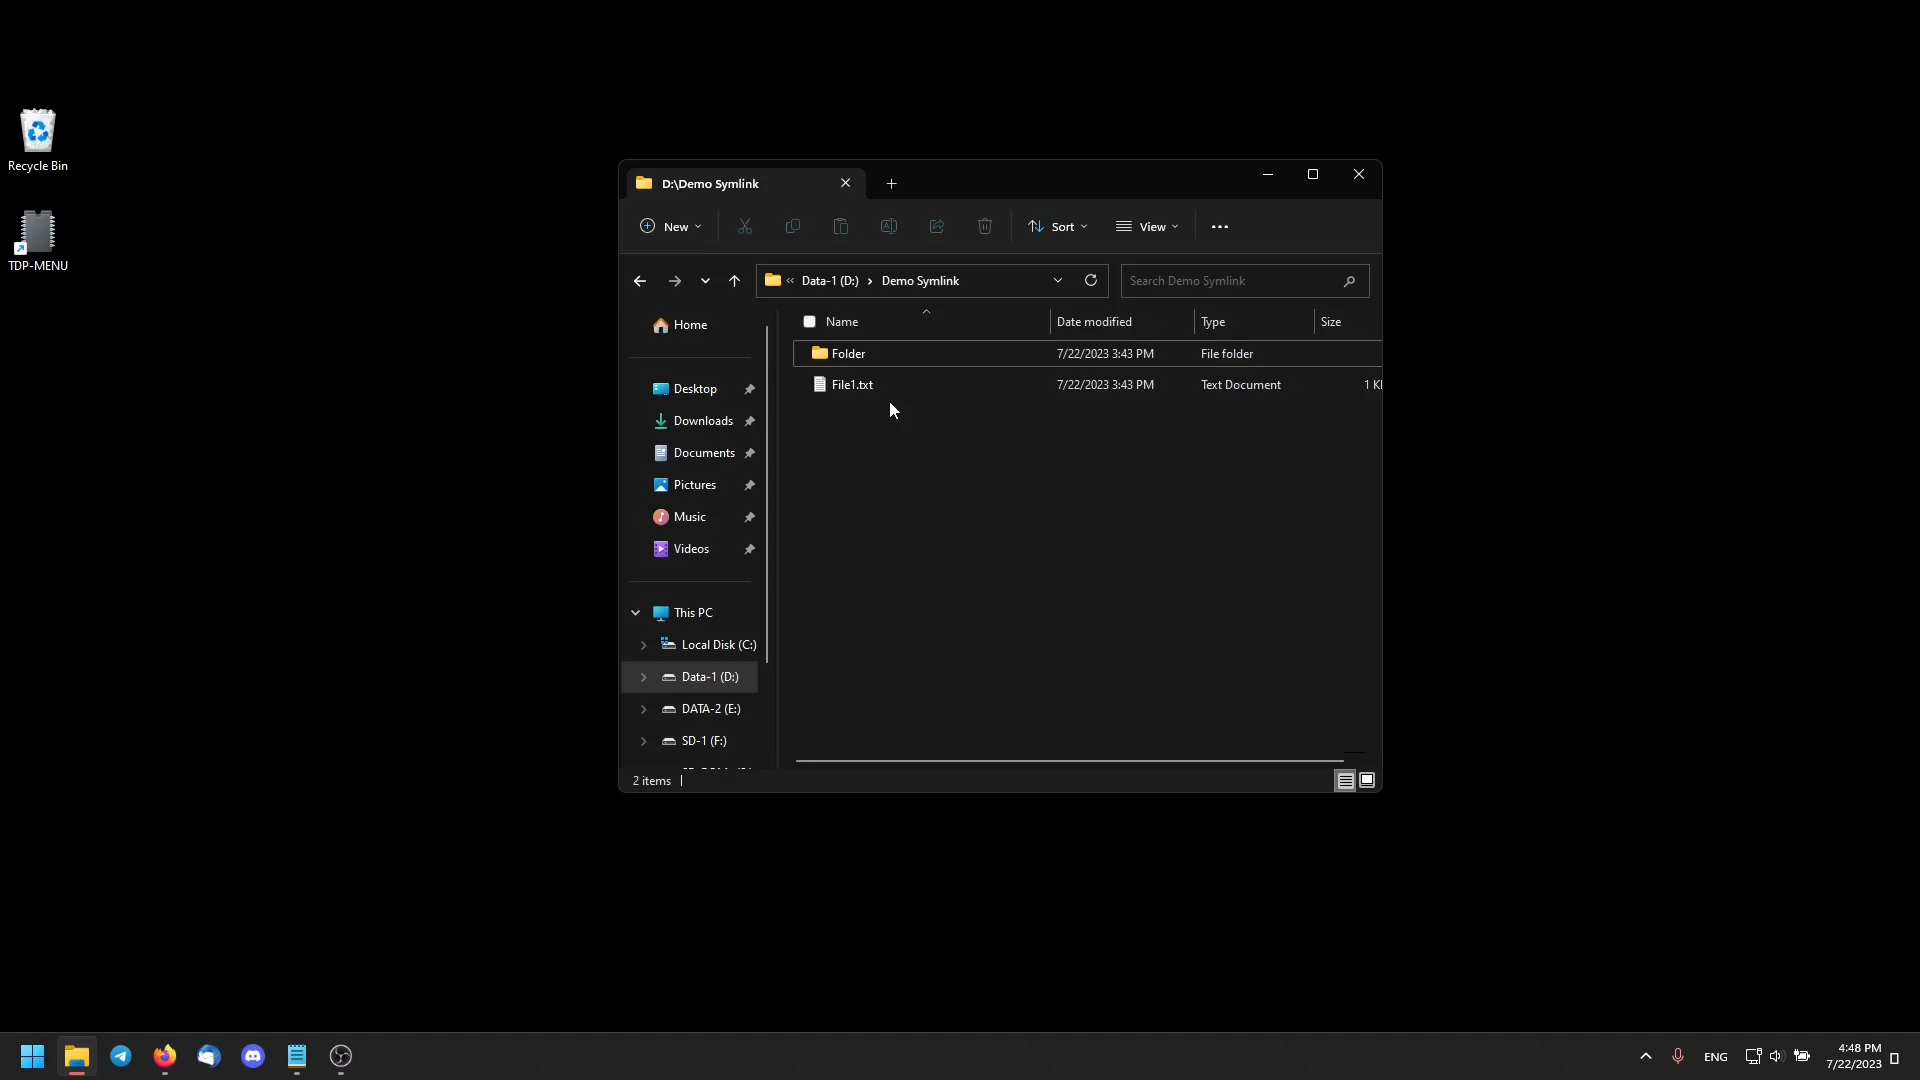 Recycle Bin
TDP-MENU
D:\Demo Symlink
New
Sort
View
Data-1 (D:) Demo Symlink
Search Demo Symlink
Name Date modified Type Size
Folder 7/22/2023 3:43 PM File folder
File1.txt 7/22/2023 3:43 PM Text Document 1
Home
Desktop
Downloads
Documents
Pictures
Music
Videos
This PC
Local Disk (C:)
Data-1 (D:)
DATA-2 (E:)
SD-1 (F:)
2 items
ENG
4:48 PM
7/22/2023